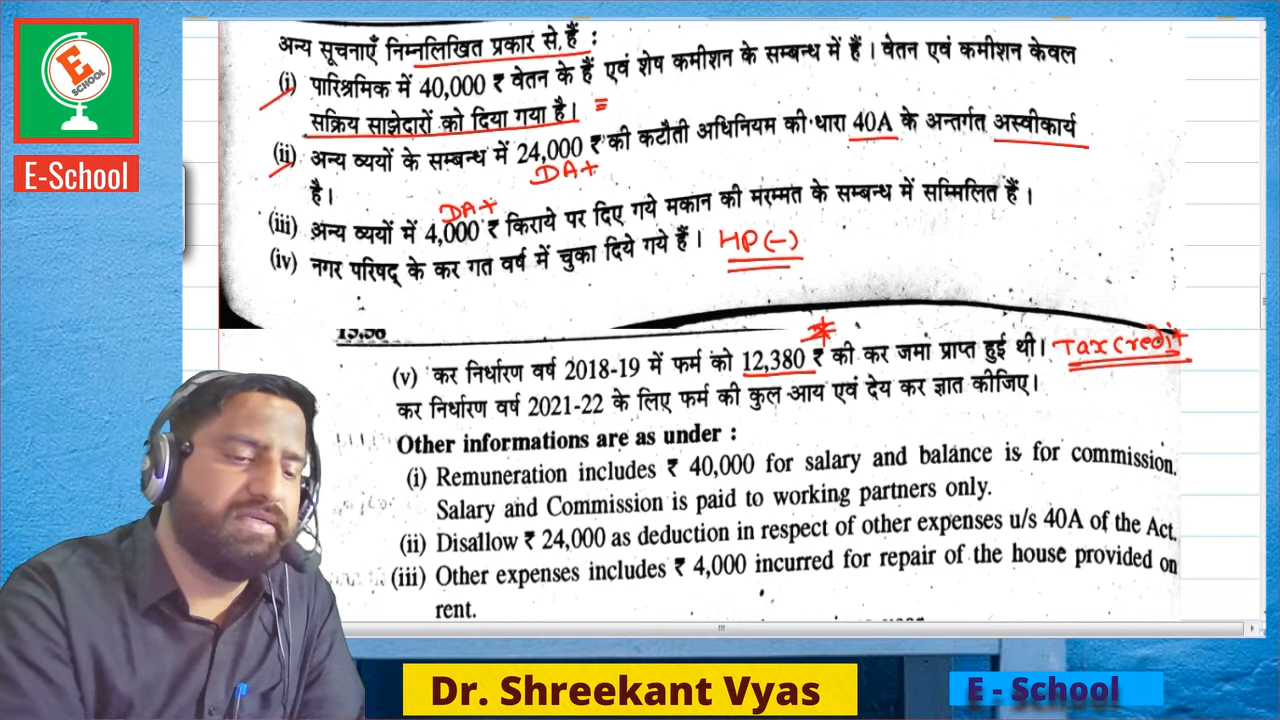 E
SCHOOL
E-School
अन्य सूचनाएँ निम्नलिखित प्रकार से हैं :
(i) पारिश्रमिक में 40,000 ₹ वेतन के हैं एवं शेष कमीशन के सम्बन्ध में हैं । वेतन एवं कमीशन केवल
सक्रिय साझेदारों को दिया गया है ।
(ii) अन्य व्ययों के सम्बन्ध में 24,000 ₹ की कटौती अधिनियम की धारा 40A के अन्तर्गत अस्वीकार्य
है ।
DA+
DA+
(iii) अन्य व्ययों में 4,000 ₹ किराये पर दिए गये मकान की मरम्मत के सम्बन्ध में सम्मिलित हैं ।
(iv) नगर परिषद् के कर गत वर्ष में चुका दिये गये हैं । HP (-)
(v) कर निर्धारण वर्ष 2018-19 में फर्म को 12,380 ₹ की कर जमा प्राप्त हुई थी। Tax Credit
कर निर्धारण वर्ष 2021-22 के लिए फर्म की कुल आय एवं देय कर ज्ञात कीजिए।
Other informations are as under :
(i) Remuneration includes ₹ 40,000 for salary and balance is for commission.
Salary and Commission is paid to working partners only.
(ii) Disallow ₹ 24,000 as deduction in respect of other expenses u/s 40A of the Act.
(iii) Other expenses includes ₹ 4,000 incurred for repair of the house provided on
rent.
Dr. Shreekant Vyas
E - School